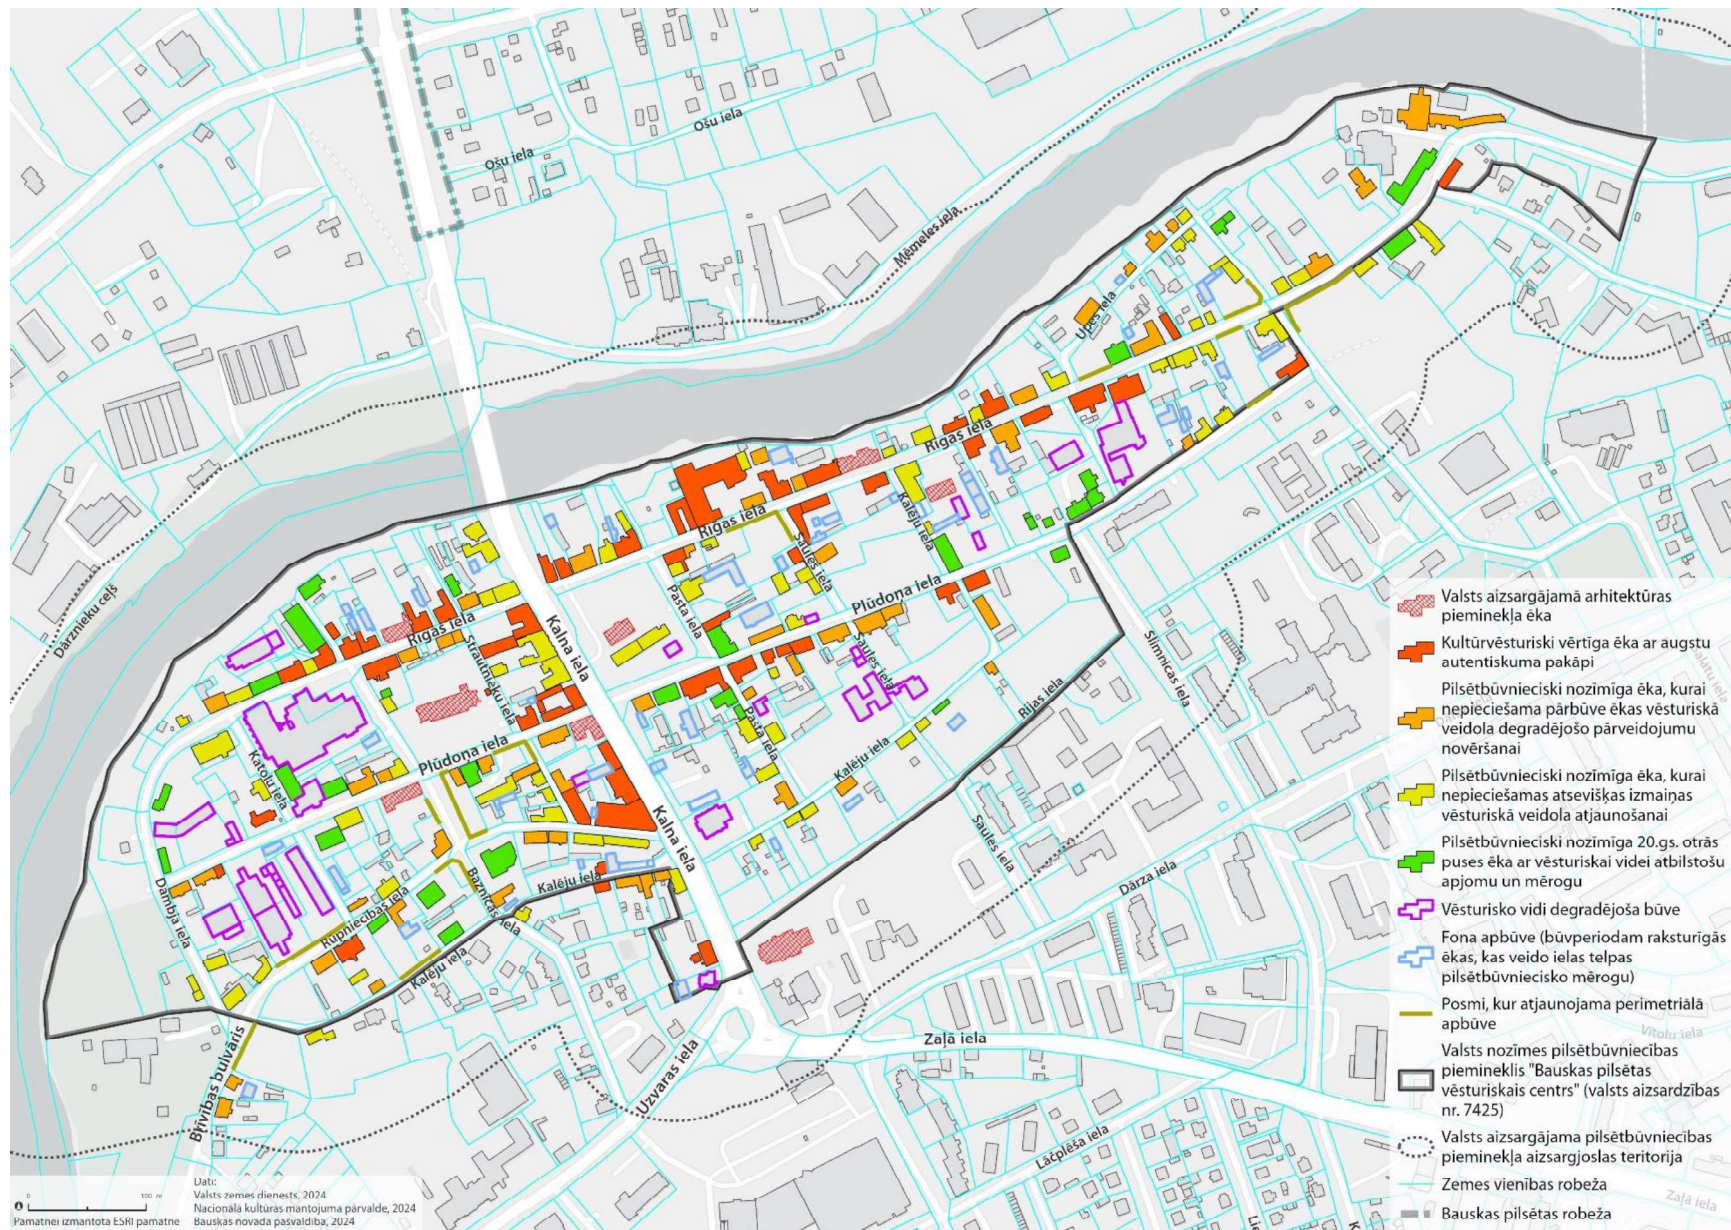 Ošu iela
Ošu iela
Mēmeles iela
Upes iela
Rīgas iela
Kalēju iela
Rīgas iela
Saules iela
Plūdoņa iela
Pasta iela
Dārznieku ceļš
Kalna iela
Rīgas iela
Strautnieku iela
Saules iela
Slimnīcas iela
Rijas iela
Pasta iela
Plūdoņa iela
Katoļu iela
Kalēju iela
Kalna iela
Saules iela
Dārza iela
Dambja iela
Baznīcas iela
Kalēju iela
Rūpniecības iela
Kalēju iela
Brīvības bulvāris
Uzvaras iela
Zaļā iela
Lāčplēša iela
Vītolu iela
Zaļā iela
Valsts aizsargājamā arhitektūras
pieminekļa ēka
Kultūrvēsturiski vērtīga ēka ar augstu
autentiskuma pakāpi
Pilsētbūvnieciski nozīmīga ēka, kurai
nepieciešama pārbūve ēkas vēsturiskā
veidola degradējošo pārveidojumu
novēršanai
Pilsētbūvnieciski nozīmīga ēka, kurai
nepieciešamas atsevišķas izmaiņas
vēsturiskā veidola atjaunošanai
Pilsētbūvnieciski nozīmīga 20.gs. otrās
puses ēka ar vēsturiskai videi atbilstošu
apjomu un mērogu
Vēsturisko vidi degradējoša būve
Fona apbūve (būvperiodam raksturīgās
ēkas, kas veido ielas telpas
pilsētbūvniecisko mērogu)
Posmi, kur atjaunojama perimetriālā
apbūve
Valsts nozīmes pilsētbūvniecības
piemineklis "Bauskas pilsētas
vēsturiskais centrs" (valsts aizsardzības
nr. 7425)
Valsts aizsargājama pilsētbūvniecības
pieminekļa aizsargjoslas teritorija
Zemes vienības robeža
Bauskas pilsētas robeža
0 100 m
Pamatnei izmantota ESRI pamatne
Dati:
Valsts zemes dienests, 2024
Nacionālā kultūras mantojuma pārvalde, 2024
Bauskas novada pašvaldība, 2024